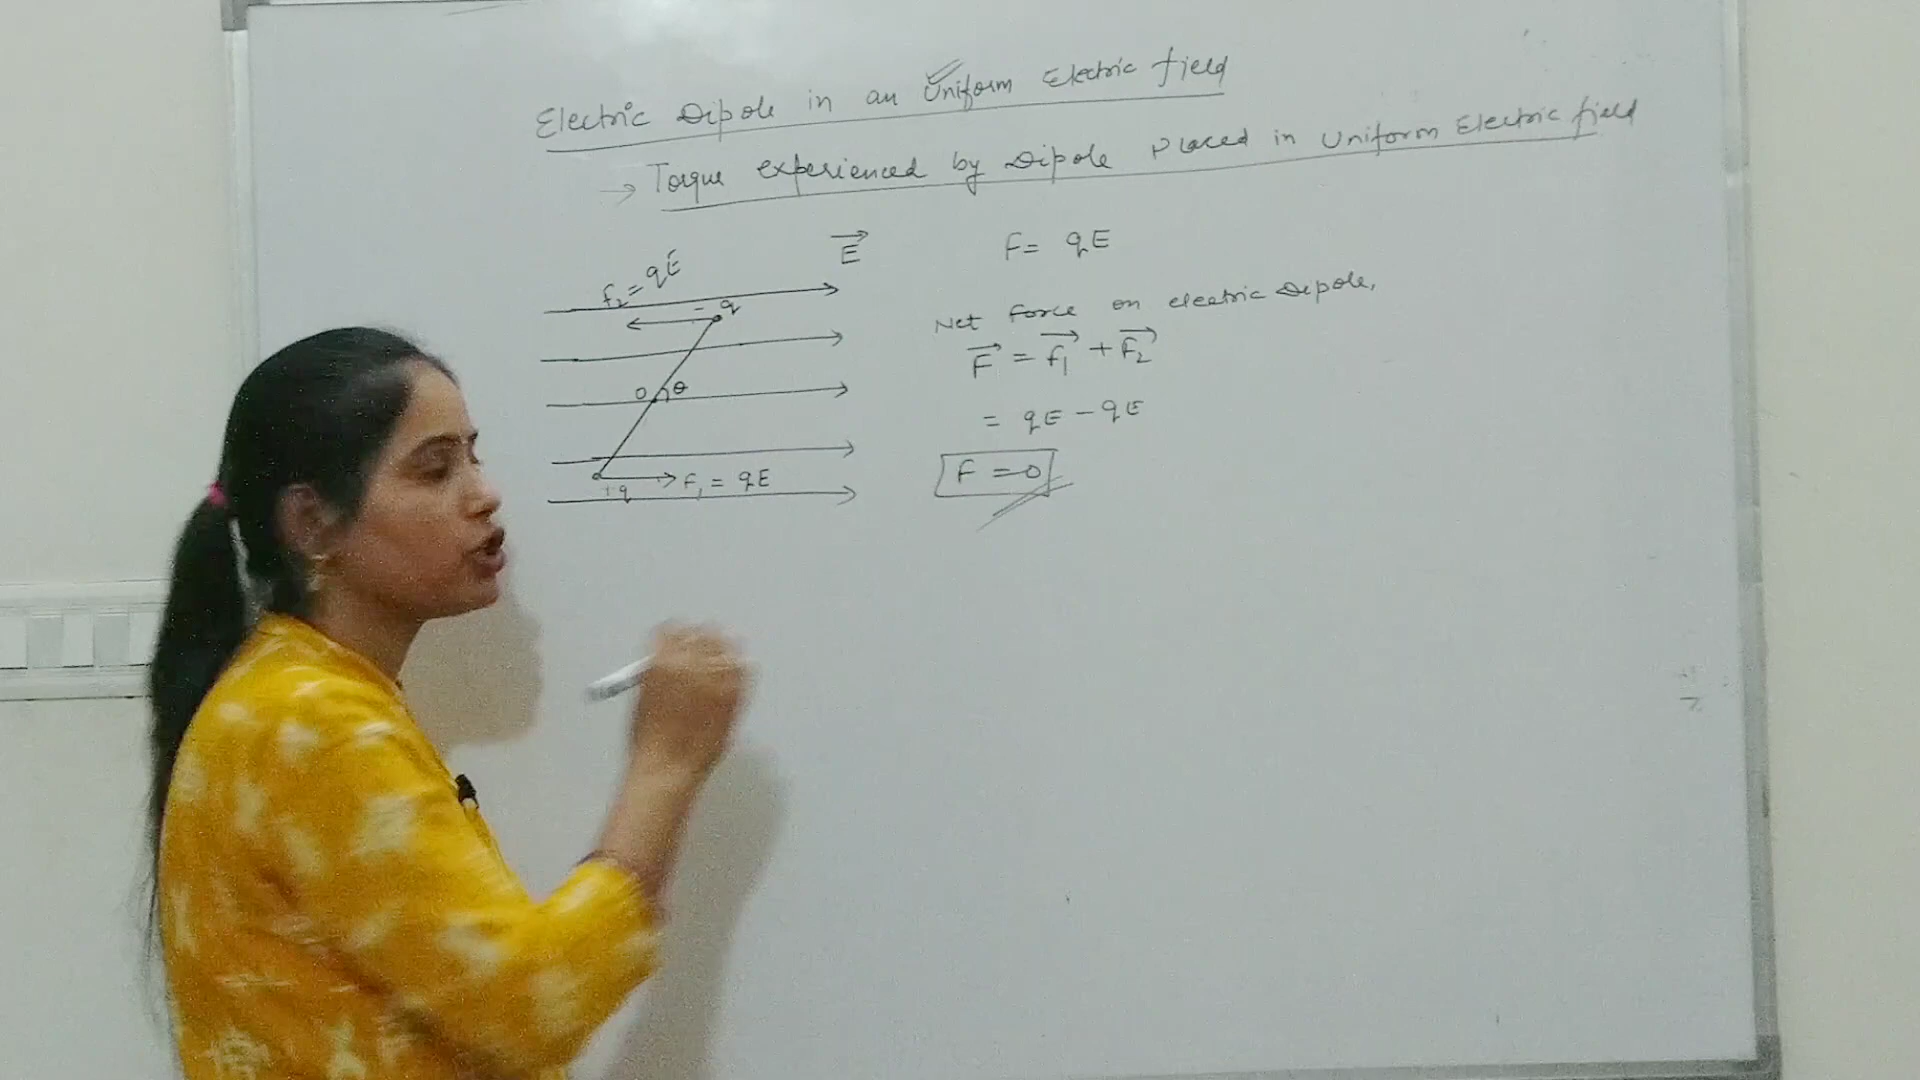 Electric Dipole in an Uniform Electric field
→ Torque experienced by Dipole Placed in Uniform Electric field
E
f₂ = qE
- q
O θ
+q
F₁ = qE
F = qE
Net force on electric Dipole,
F = f₁ + F₂
= qE - qE
F = 0